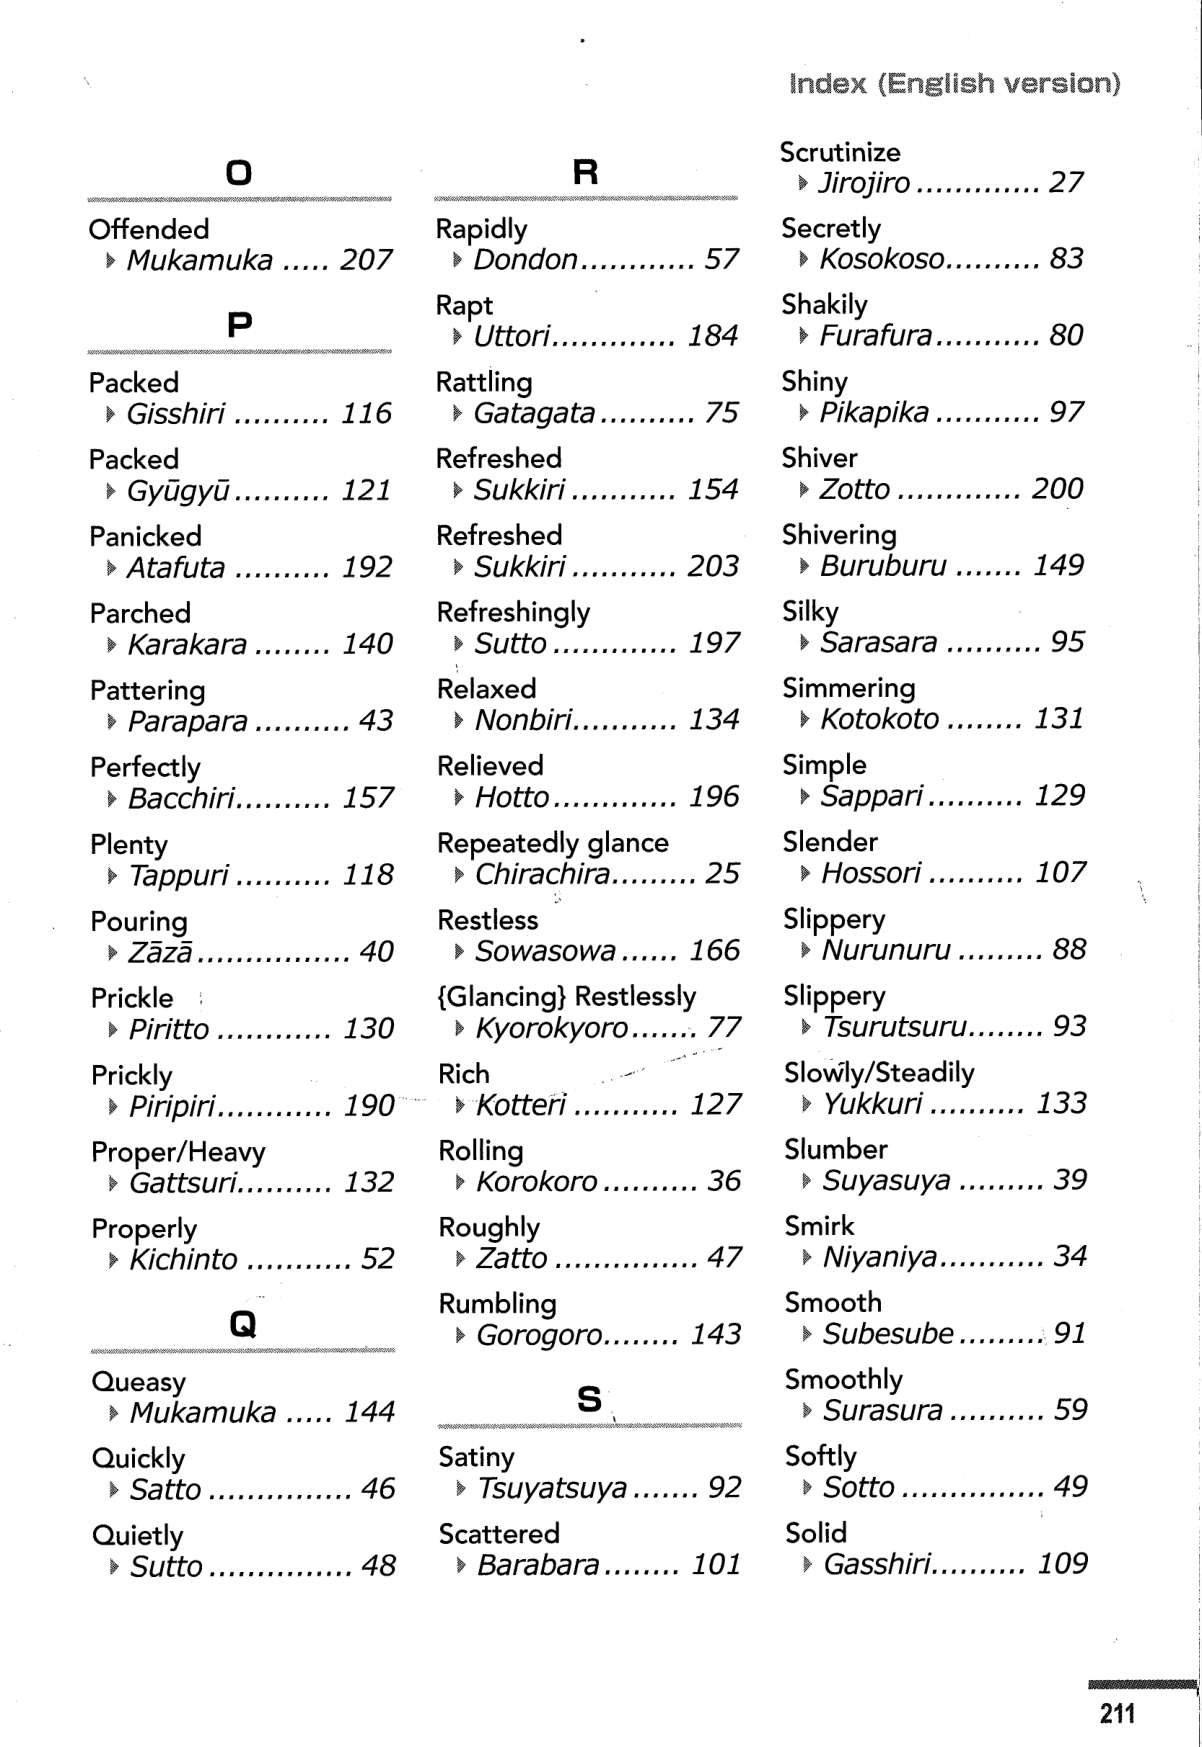 Index (English version)
O
Offended
Mukamuka ..... 207
P
Packed
Gisshiri .......... 116
Packed
Gyūgyū .......... 121
Panicked
Atafuta .......... 192
Parched
Karakara ........ 140
Pattering
Parapara .......... 43
Perfectly
Bacchiri.......... 157
Plenty
Tappuri .......... 118
Pouring
Zāzā ................ 40
Prickle
Piritto ............ 130
Prickly
Piripiri............ 190
Proper/Heavy
Gattsuri.......... 132
Properly
Kichinto ........... 52
Q
Queasy
Mukamuka ..... 144
Quickly
Satto ............... 46
Quietly
Sutto ............... 48
R
Rapidly
Dondon............ 57
Rapt
Uttori............. 184
Rattling
Gatagata .......... 75
Refreshed
Sukkiri ........... 154
Refreshed
Sukkiri ........... 203
Refreshingly
Sutto ............. 197
Relaxed
Nonbiri........... 134
Relieved
Hotto............. 196
Repeatedly glance
Chirachira......... 25
Restless
Sowasowa ...... 166
{Glancing} Restlessly
Kyorokyoro....... 77
Rich
Kotteri ........... 127
Rolling
Korokoro .......... 36
Roughly
Zatto ............... 47
Rumbling
Gorogoro........ 143
S
Satiny
Tsuyatsuya ....... 92
Scattered
Barabara ........ 101
Scrutinize
Jirojiro ............. 27
Secretly
Kosokoso.......... 83
Shakily
Furafura........... 80
Shiny
Pikapika ........... 97
Shiver
Zotto ............. 200
Shivering
Buruburu ....... 149
Silky
Sarasara .......... 95
Simmering
Kotokoto ........ 131
Simple
Sappari .......... 129
Slender
Hossori .......... 107
Slippery
Nurunuru ......... 88
Slippery
Tsurutsuru........ 93
Slowly/Steadily
Yukkuri .......... 133
Slumber
Suyasuya ......... 39
Smirk
Niyaniya........... 34
Smooth
Subesube ......... 91
Smoothly
Surasura .......... 59
Softly
Sotto ............... 49
Solid
Gasshiri.......... 109
211